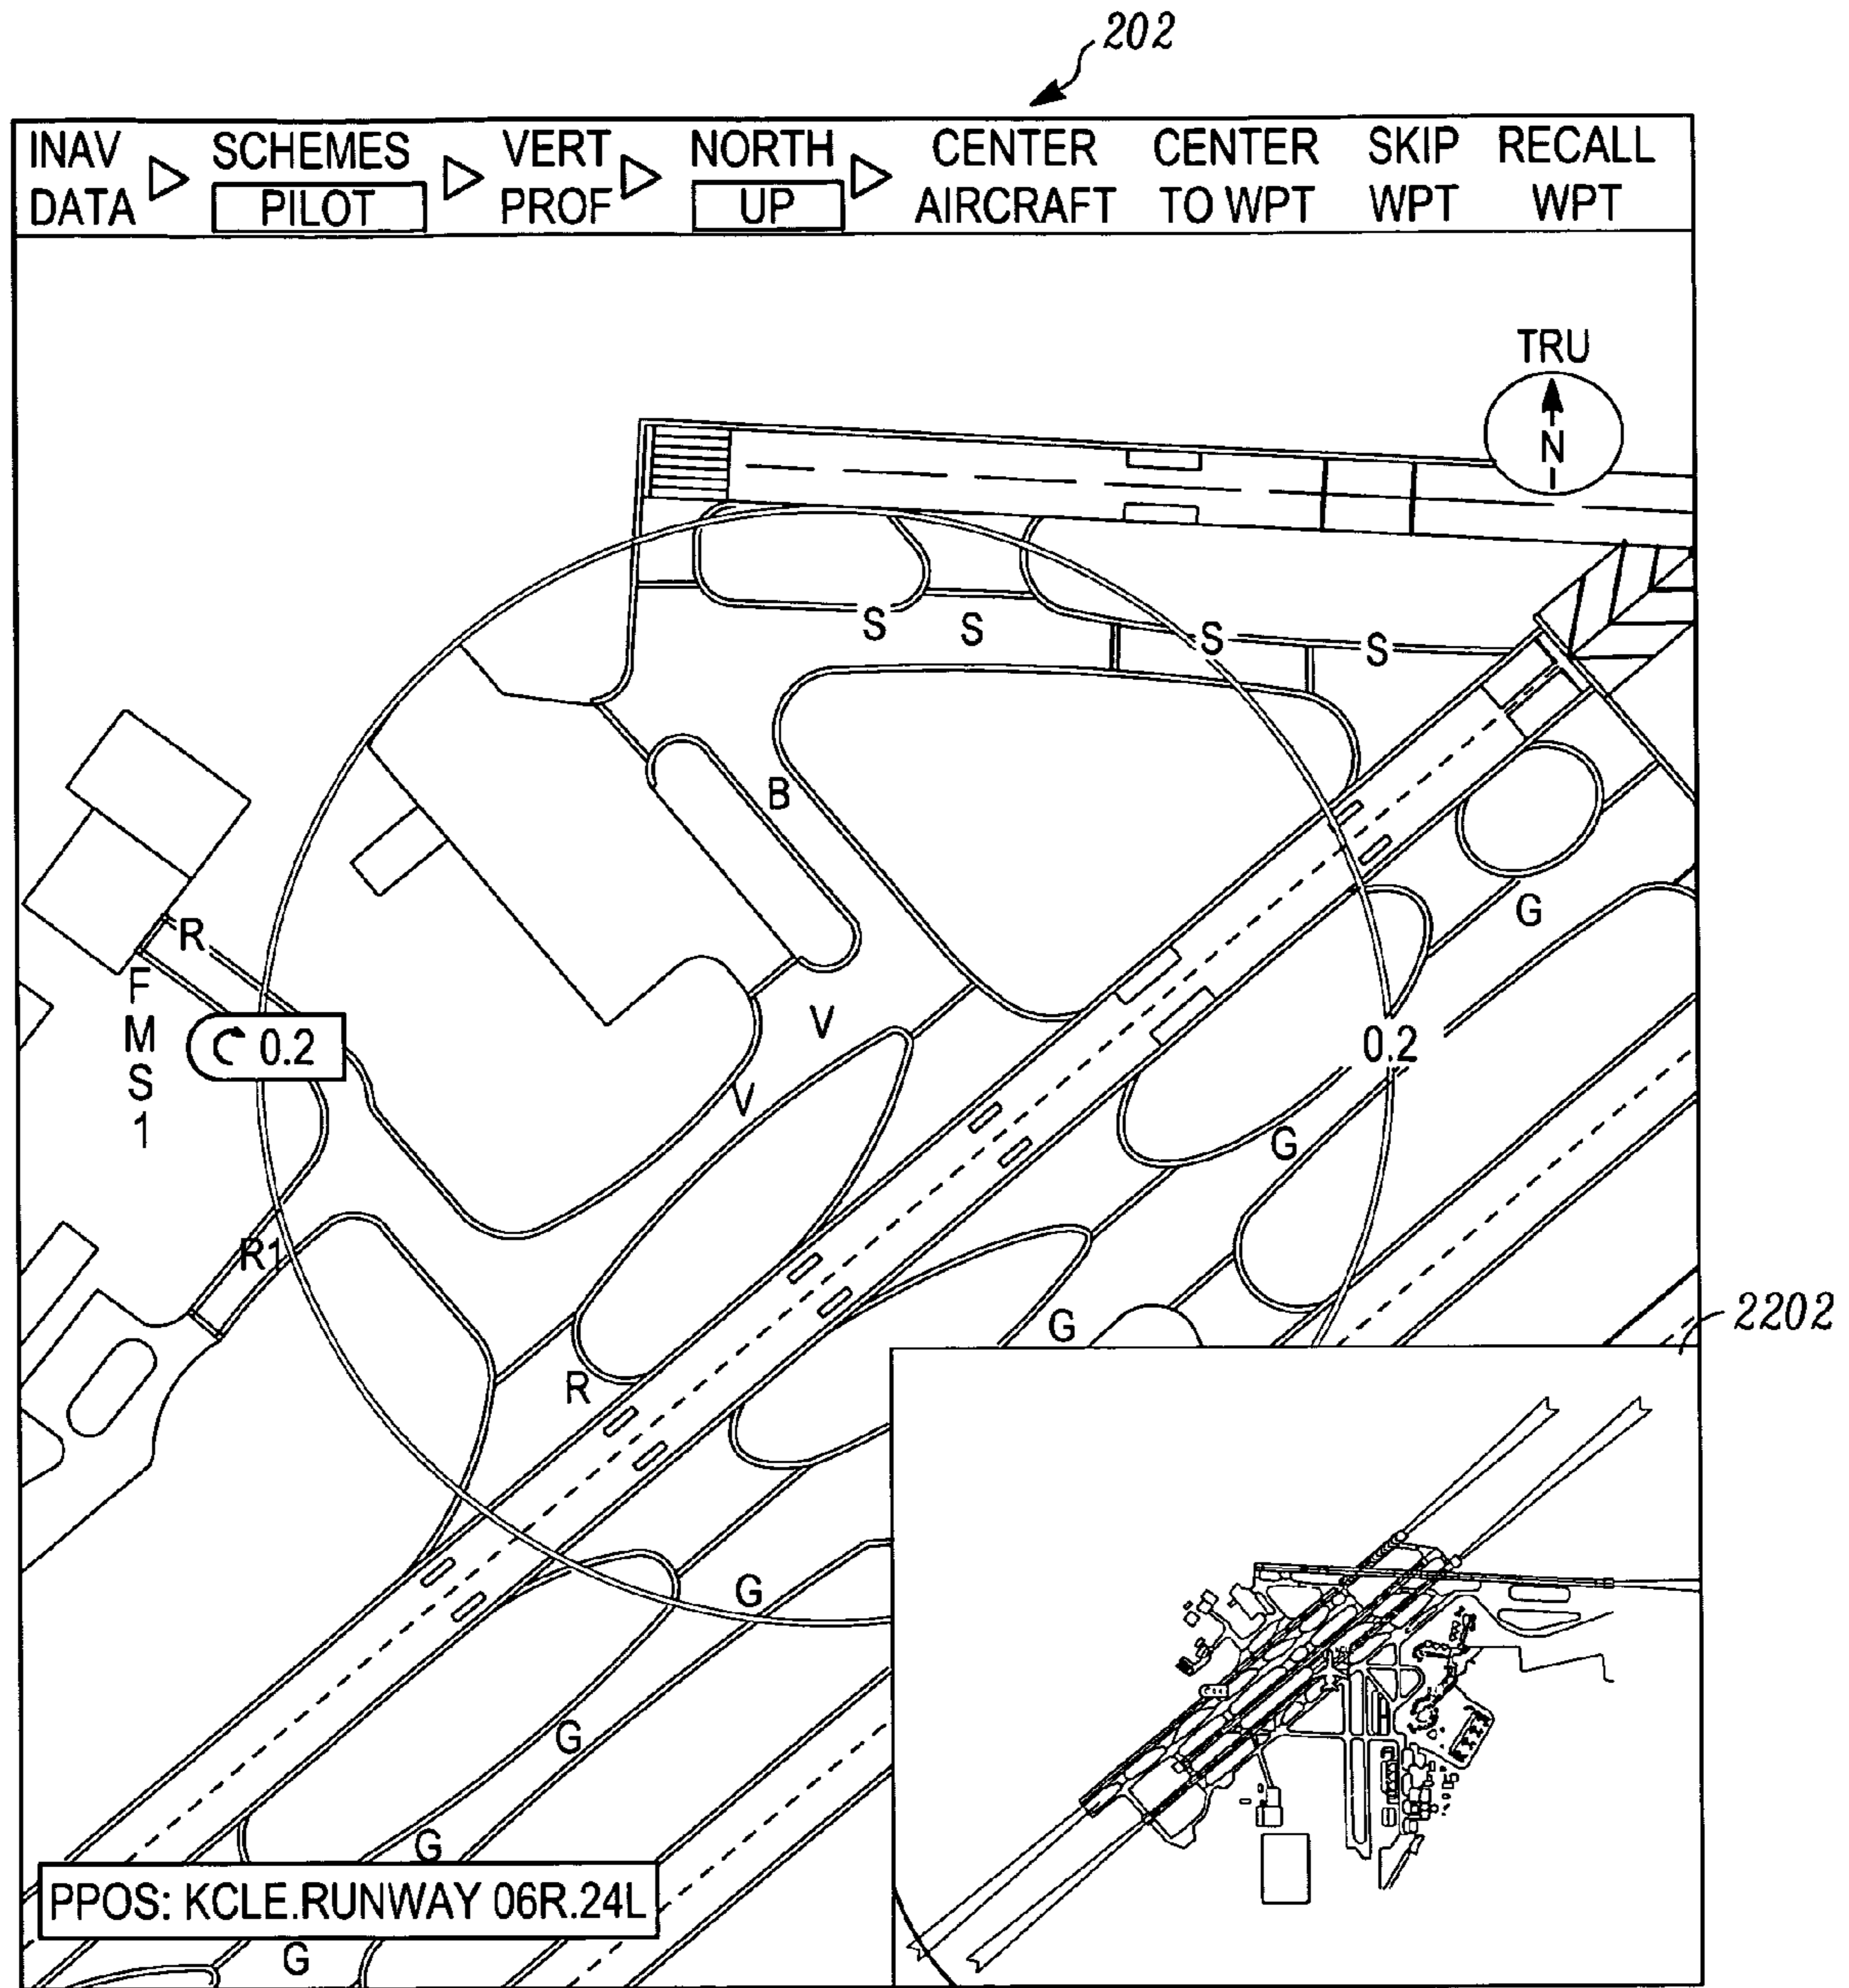 202
INAV DATA
SCHEMES PILOT
VERT PROF
NORTH UP
CENTER AIRCRAFT
CENTER TO WPT
SKIP WPT
RECALL WPT
TRU
N
S
S
S
S
B
G
R
F
M
S
1
0.2
V
0.2
V
G
R1
G
2202
R
G
G
G
PPOS: KCLE.RUNWAY 06R.24L
G